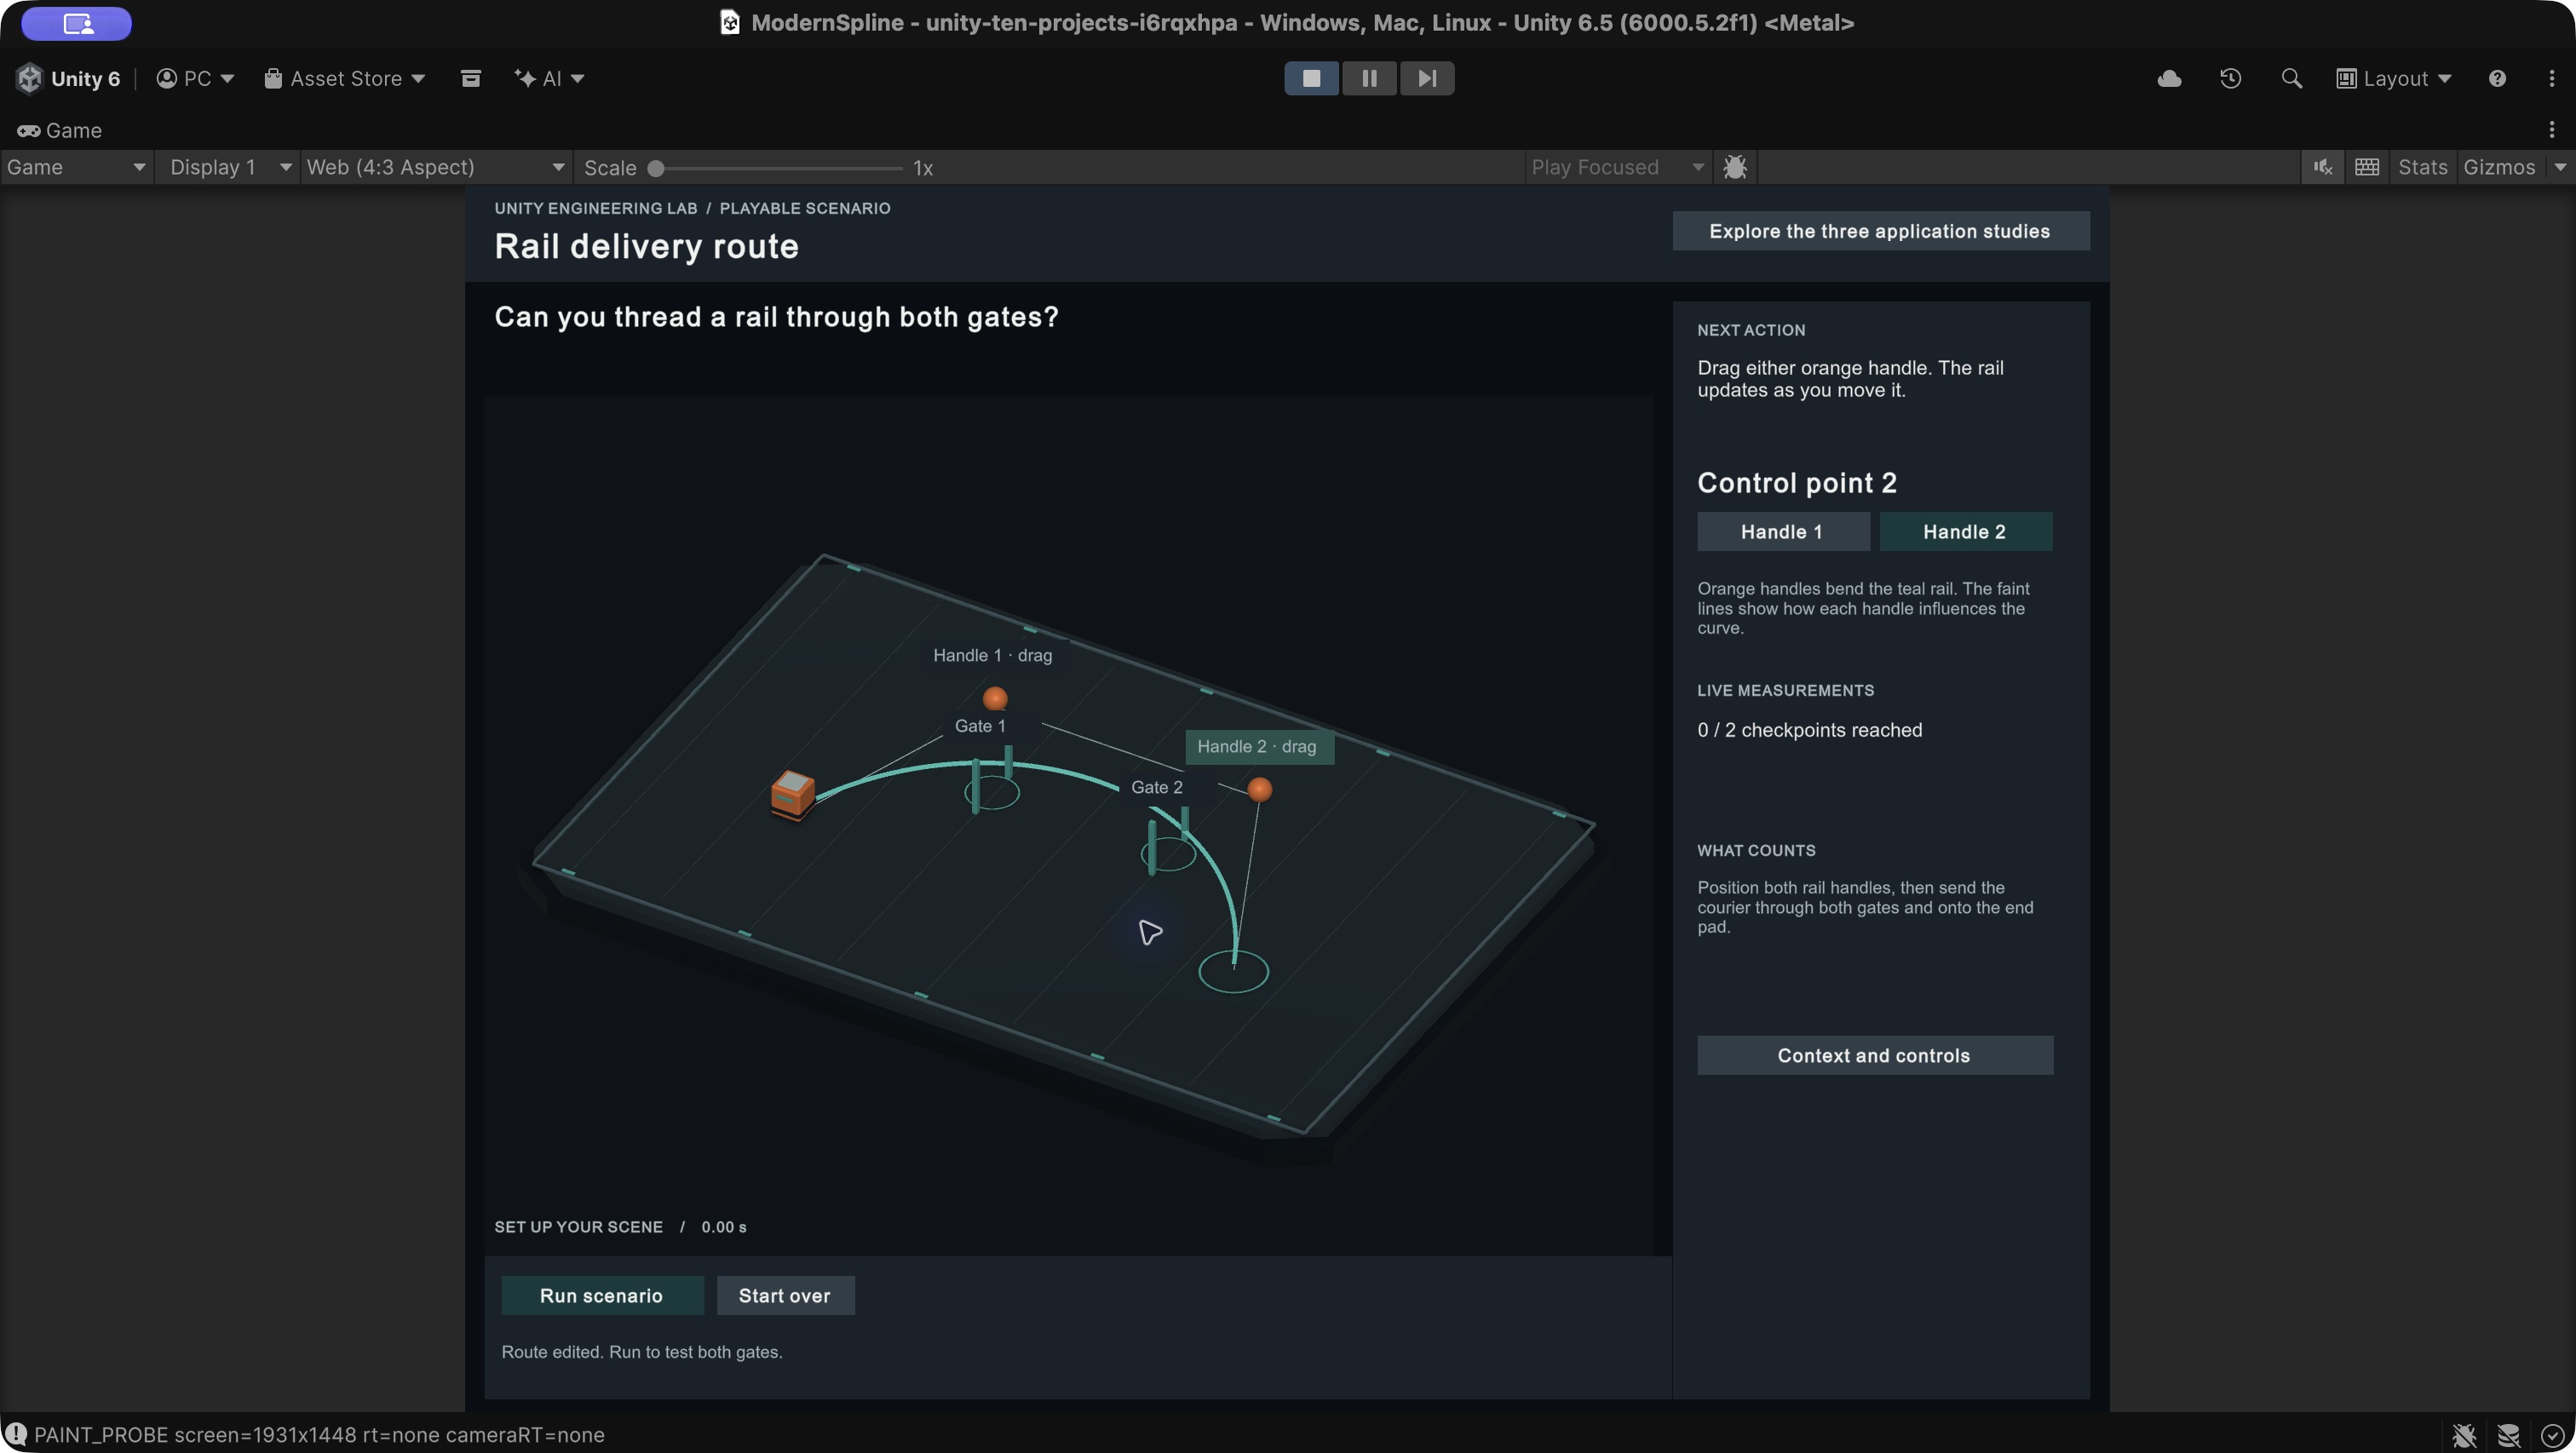 ModernSpline - unity-ten-projects-i6rqxhpa - Windows, Mac, Linux - Unity 6.5 (6000.5.2f1) <Metal>
Unity 6
PC
Asset Store
AI
Layout
Game
Game
Display 1
Web (4:3 Aspect)
Scale
1x
Play Focused
Stats
Gizmos
UNITY ENGINEERING LAB / PLAYABLE SCENARIO
Rail delivery route
Explore the three application studies
Can you thread a rail through both gates?
NEXT ACTION
Drag either orange handle. The rail
updates as you move it.
Control point 2
Handle 1
Handle 2
Orange handles bend the teal rail. The faint
lines show how each handle influences the
curve.
LIVE MEASUREMENTS
0 / 2 checkpoints reached
WHAT COUNTS
Position both rail handles, then send the
courier through both gates and onto the end
pad.
Context and controls
Handle 1 · drag
Gate 1
Handle 2 · drag
Gate 2
SET UP YOUR SCENE / 0.00 s
Run scenario
Start over
Route edited. Run to test both gates.
PAINT_PROBE screen=1931x1448 rt=none cameraRT=none